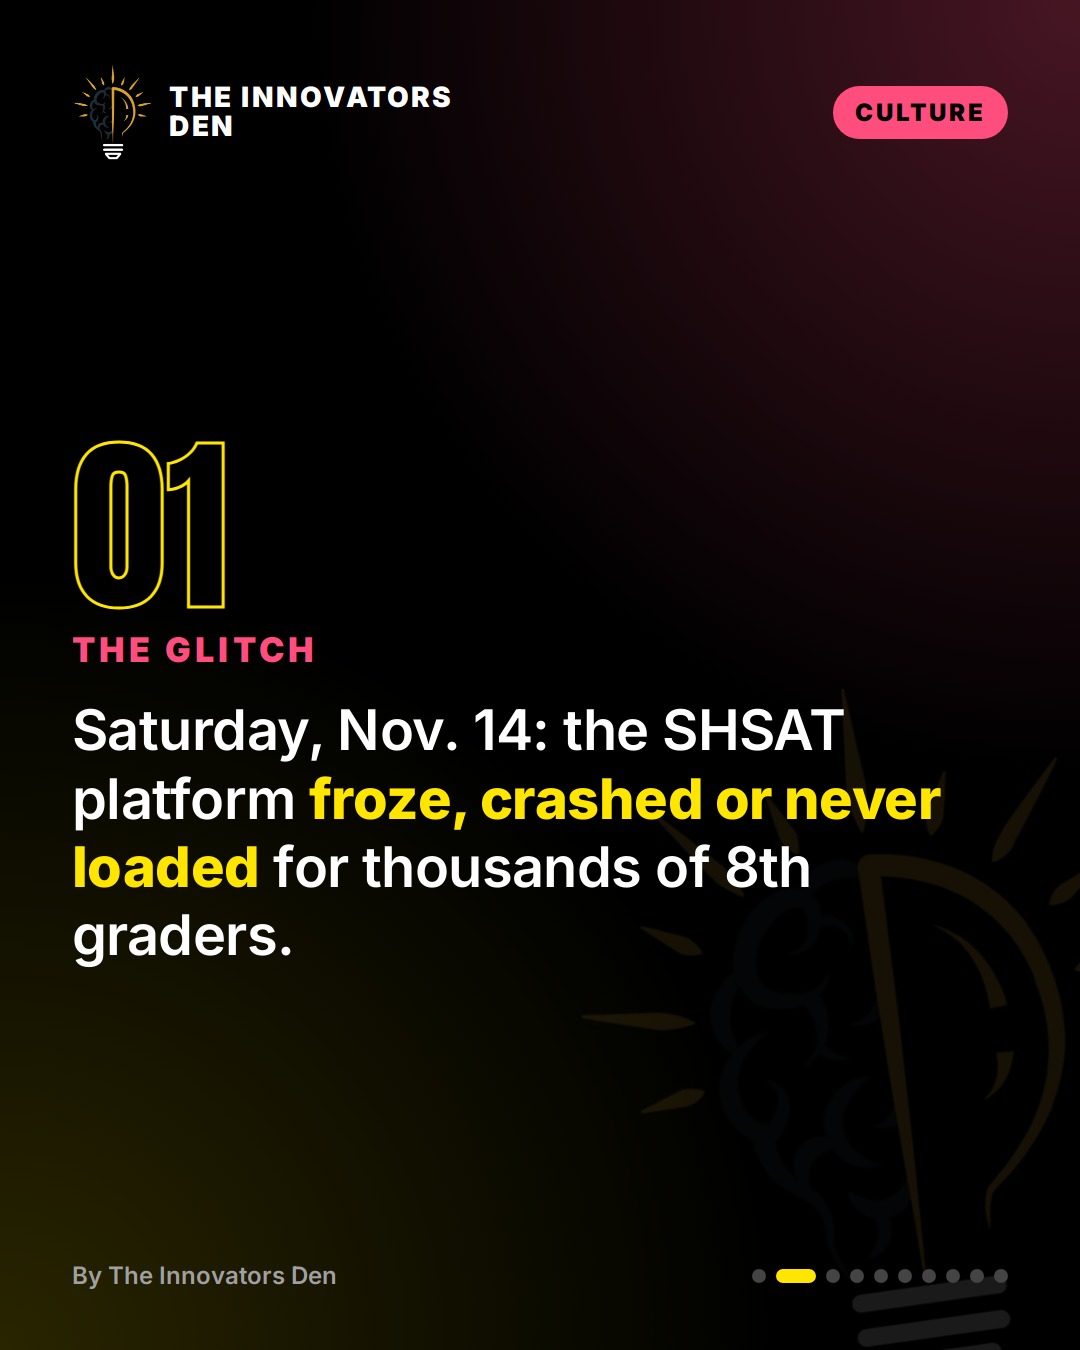 THE INNOVATORS
DEN
CULTURE
01
THE GLITCH
Saturday, Nov. 14: the SHSAT
platform froze, crashed or never
loaded for thousands of 8th
graders.
By The Innovators Den